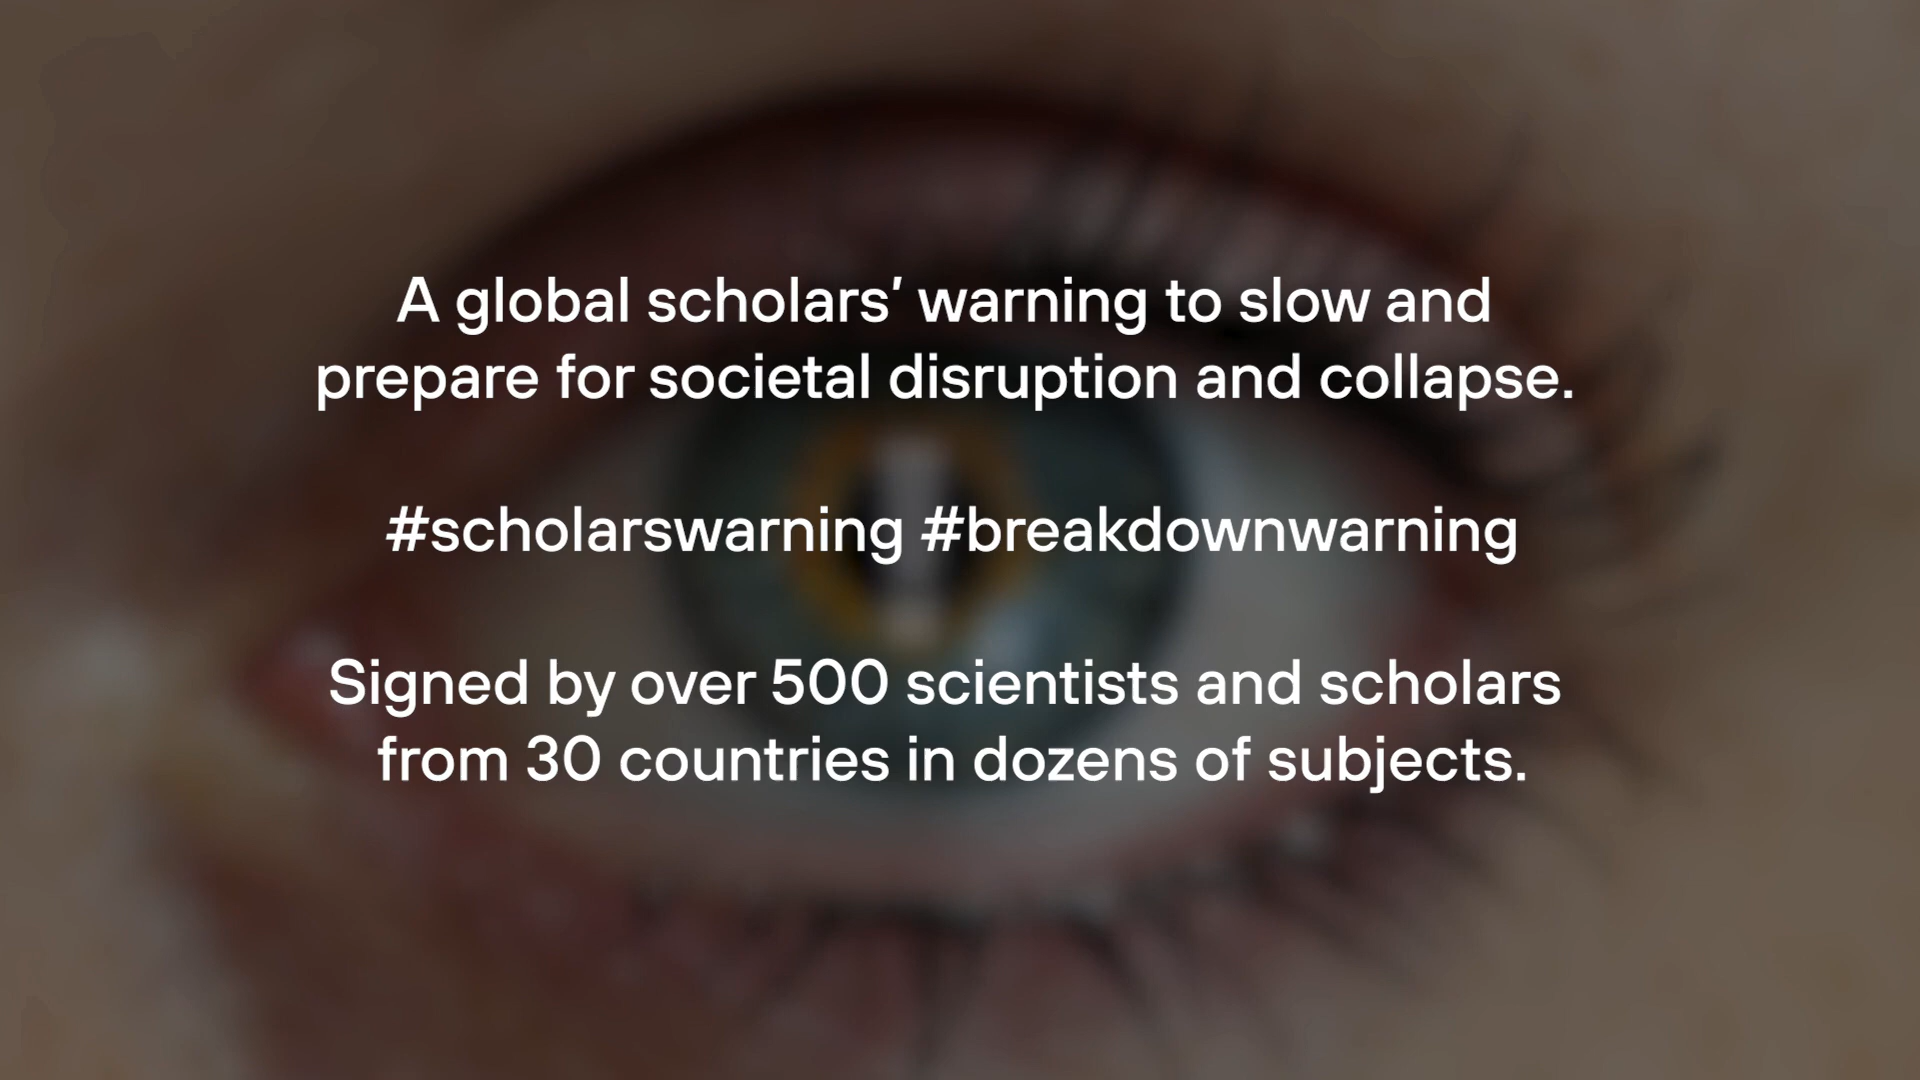 A global scholars’ warning to slow and
prepare for societal disruption and collapse.
#scholarswarning #breakdownwarning
Signed by over 500 scientists and scholars
from 30 countries in dozens of subjects.